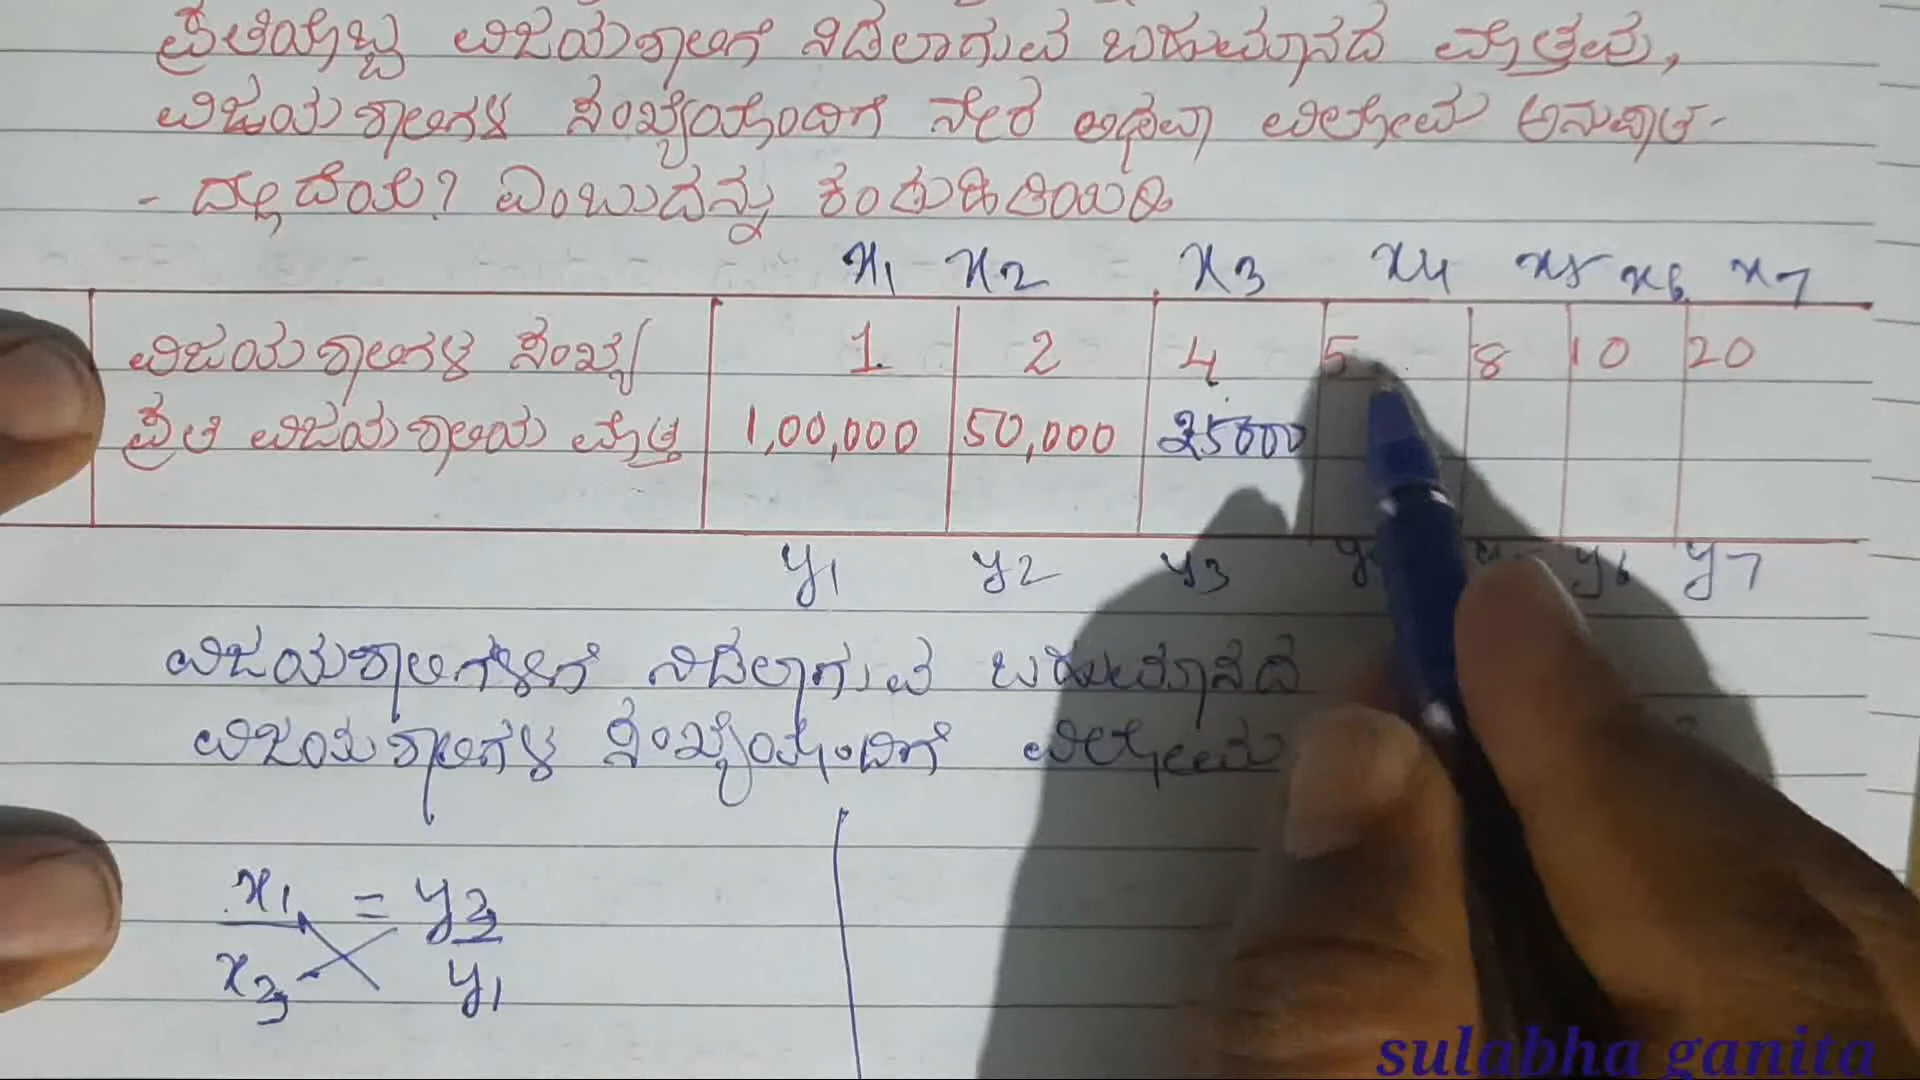 ಪ್ರತಿಯೊಬ್ಬ ವಿಜಯಶಾಲಿಗೆ ನೀಡಲಾಗುವ ಬಹುಮಾನದ ಮೊತ್ತವು,
ವಿಜಯಶಾಲಿಗಳ ಸಂಖ್ಯೆಯೊಂದಿಗೆ ನೇರ ಅಥವಾ ವಿಲೋಮ ಅನುಪಾತ-
- ದಲ್ಲಿದೆಯೇ? ಎಂಬುದನ್ನು ಕಂಡುಹಿಡಿಯಿರಿ
x1 x2 x3 x4 x5 x6 x7
ವಿಜಯಶಾಲಿಗಳ ಸಂಖ್ಯೆ 1 2 4 5 8 10 20
ಪ್ರತಿ ವಿಜಯಶಾಲಿಯ ಮೊತ್ತ 1,00,000 50,000 25000
y1 y2 y3 y6 y7
ವಿಜಯಶಾಲಿಗಳಿಗೆ ನೀಡಲಾಗುವ ಬಹುಮಾನದ
ವಿಜಯಶಾಲಿಗಳ ಸಂಖ್ಯೆಯೊಂದಿಗೆ ವಿಲೋಮ
x1 = y3
x3 y1
sulabha ganita